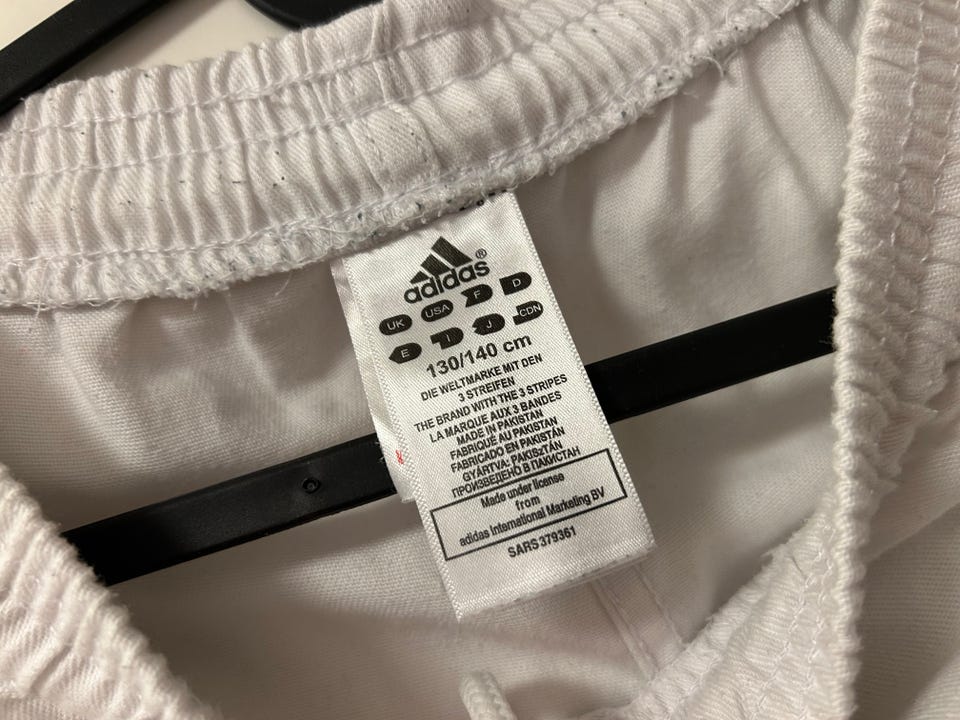 adidas®
UK USA F D
E I J CDN
130/140 cm
DIE WELTMARKE MIT DEN
3 STREIFEN
THE BRAND WITH THE 3 STRIPES
LA MARQUE AUX 3 BANDES
MADE IN PAKISTAN
FABRIQUÉ AU PAKISTAN
FABRICADO EN PAKISTÁN
GYÁRTVA: PAKISZTÁN
ПРОИЗВЕДЕНО В ПАКИСТАН
Made under license
from
adidas International Marketing BV
SARS 379361